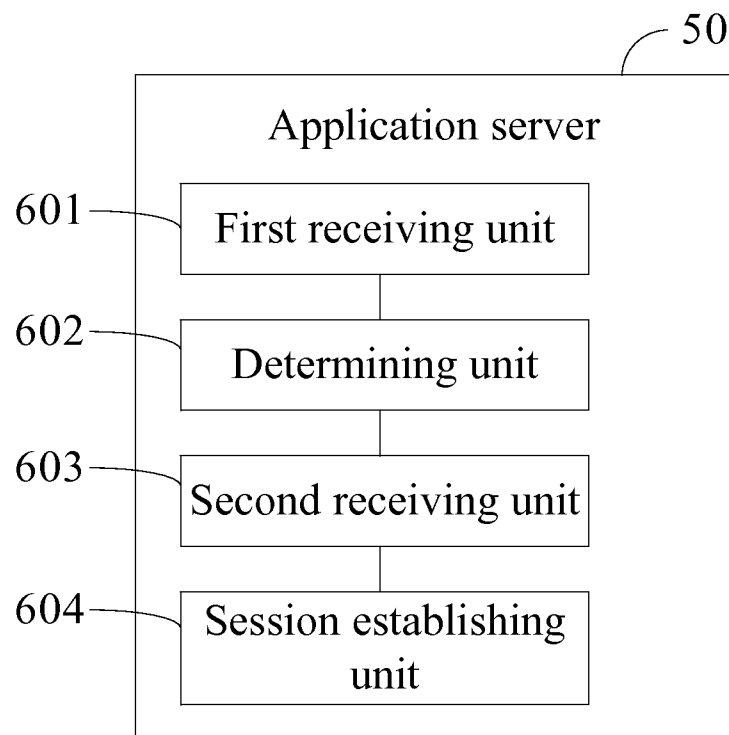 50
Application server
601
First receiving unit
602
Determining unit
603
Second receiving unit
604
Session establishing
unit